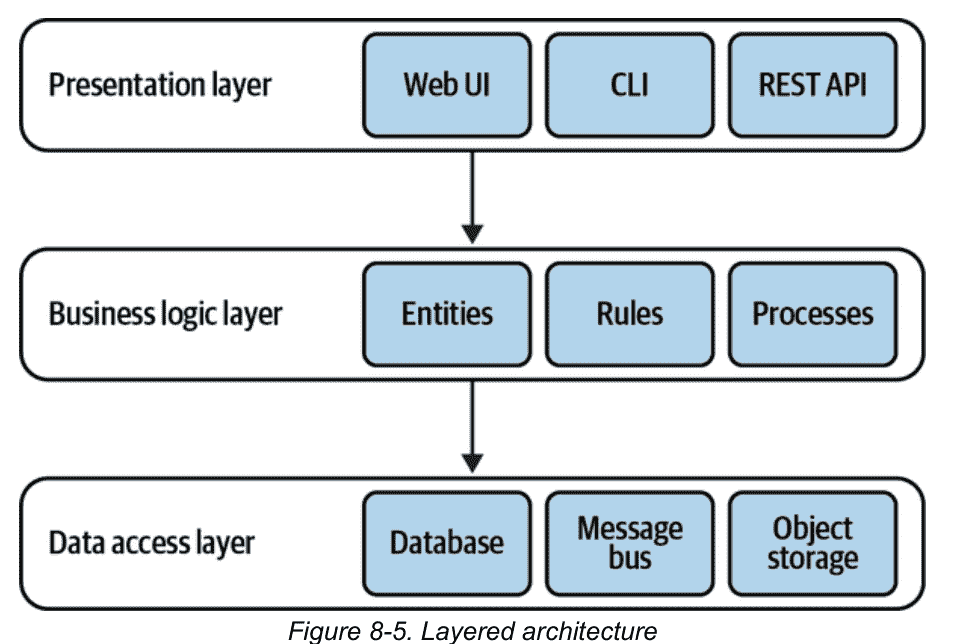 Presentation layer
Web UI
CLI
REST API
Business logic layer
Entities
Rules
Processes
Data access layer
Database
Message
bus
Object
storage
Figure 8-5. Layered architecture